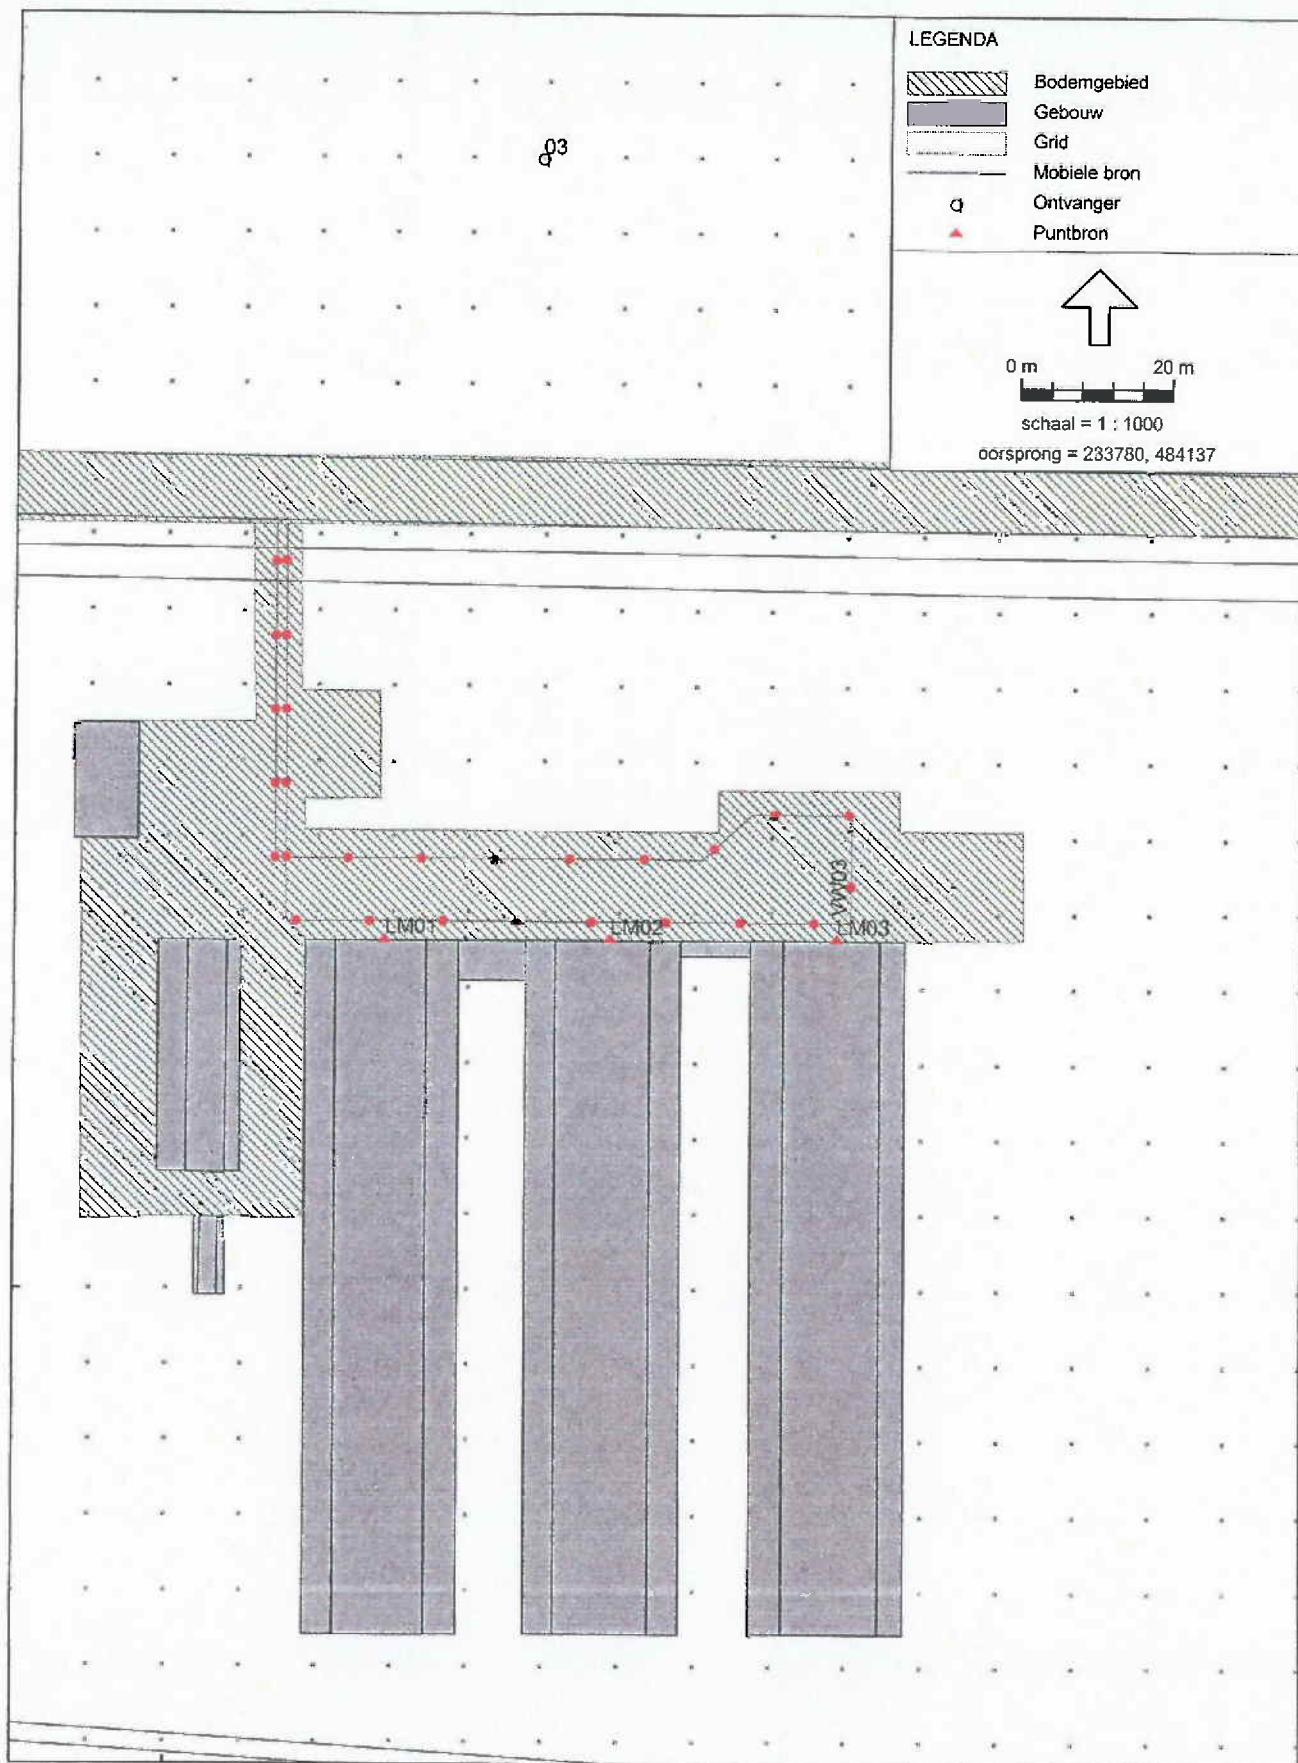 LEGENDA
Bodemgebied
Gebouw
Grid
Mobiele bron
Ontvanger
Puntbron
0 m 20 m
schaal = 1 : 1000
oorsprong = 233780, 484137
03
VW03
LM01 LM02 LM03